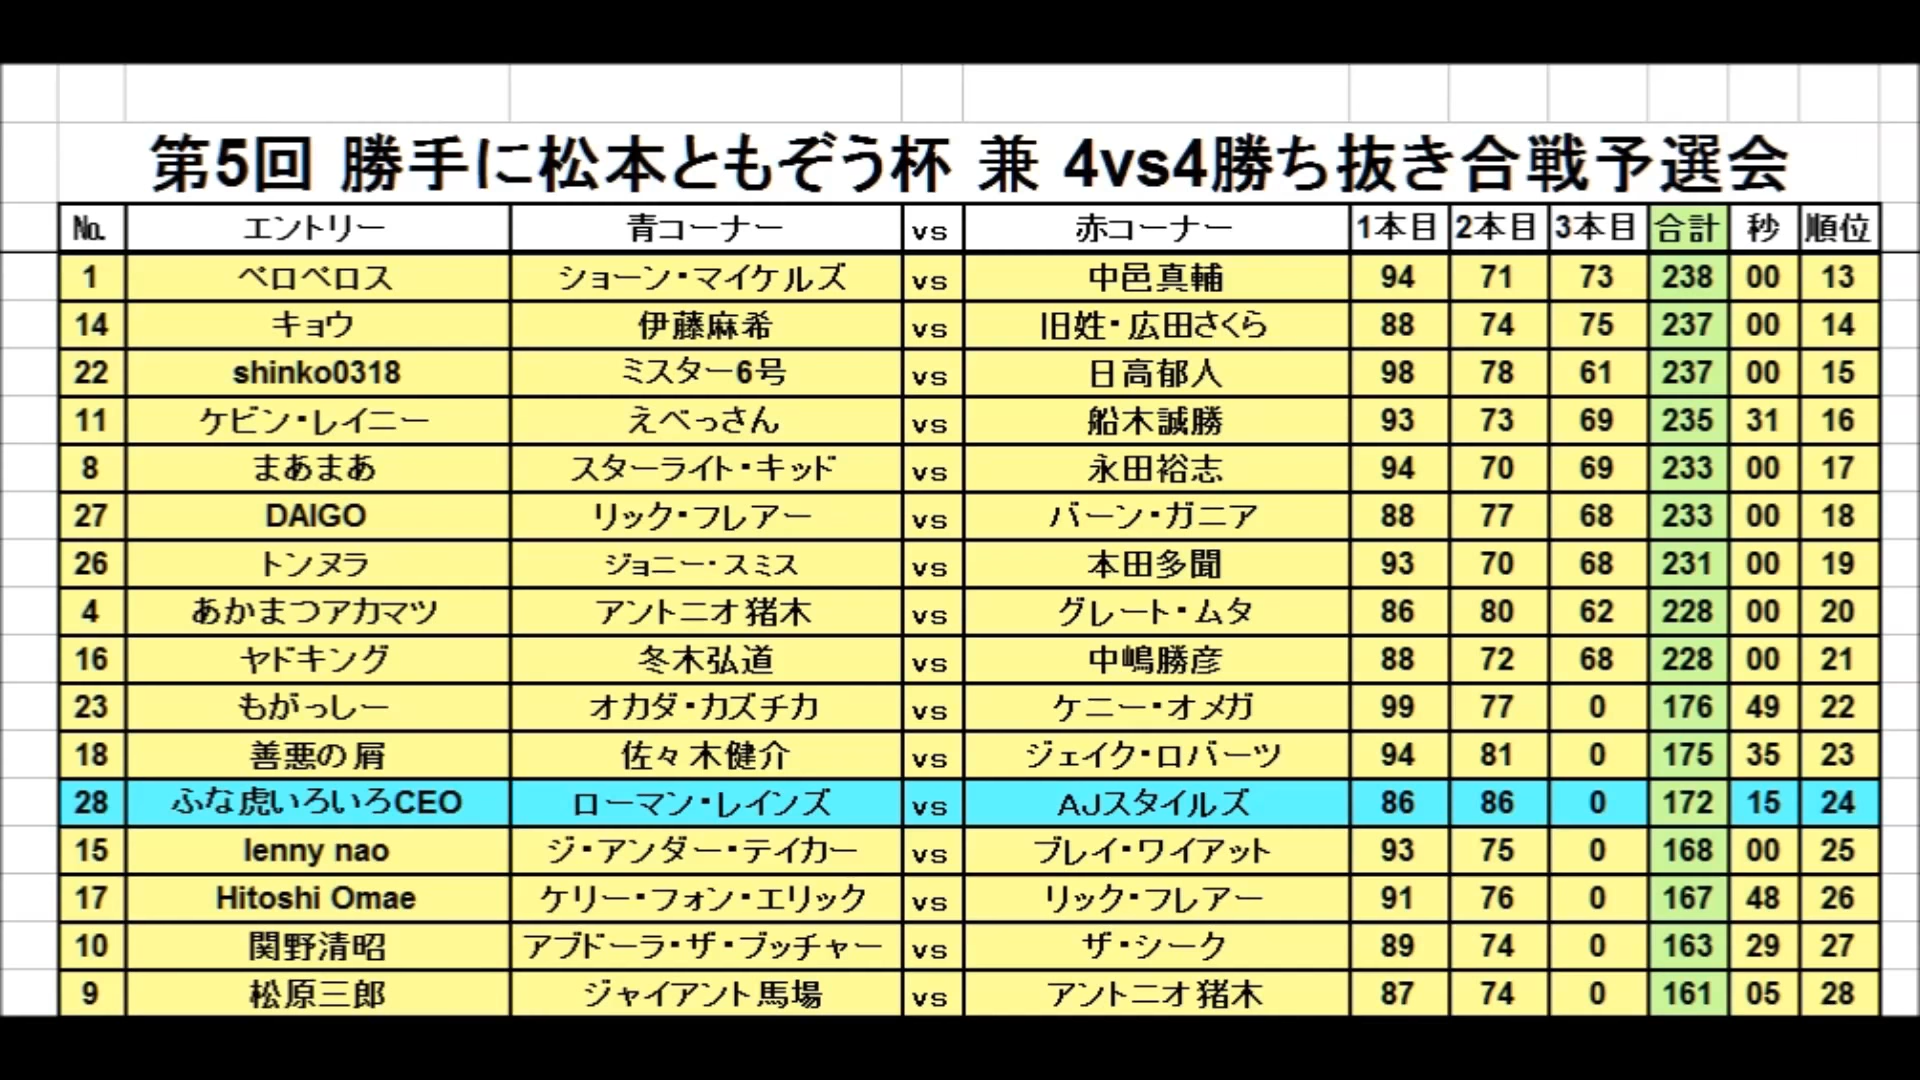 第5回 勝手に松本ともぞう杯 兼 4vs4勝ち抜き合戦予選会
No. エントリー 青コーナー vs 赤コーナー 1本目 2本目 3本目 合計 秒 順位
1 ペロペロス ショーン・マイケルズ vs 中邑真輔 94 71 73 238 00 13
14 キョウ 伊藤麻希 vs 旧姓・広田さくら 88 74 75 237 00 14
22 shinko0318 ミスター6号 vs 日高郁人 98 78 61 237 00 15
11 ケビン・レイニー えべっさん vs 船木誠勝 93 73 69 235 31 16
8 まあまあ スターライト・キッド vs 永田裕志 94 70 69 233 00 17
27 DAIGO リック・フレアー vs バーン・ガニア 88 77 68 233 00 18
26 トンヌラ ジョニー・スミス vs 本田多聞 93 70 68 231 00 19
4 あかまつアカマツ アントニオ猪木 vs グレート・ムタ 86 80 62 228 00 20
16 ヤドキング 冬木弘道 vs 中嶋勝彦 88 72 68 228 00 21
23 もがっしー オカダ・カズチカ vs ケニー・オメガ 99 77 0 176 49 22
18 善悪の屑 佐々木健介 vs ジェイク・ロバーツ 94 81 0 175 35 23
28 ふな虎いろいろCEO ローマン・レインズ vs AJスタイルズ 86 86 0 172 15 24
15 lenny nao ジ・アンダー・テイカー vs ブレイ・ワイアット 93 75 0 168 00 25
17 Hitoshi Omae ケリー・フォン・エリック vs リック・フレアー 91 76 0 167 48 26
10 関野清昭 アブドーラ・ザ・ブッチャー vs ザ・シーク 89 74 0 163 29 27
9 松原三郎 ジャイアント馬場 vs アントニオ猪木 87 74 0 161 05 28